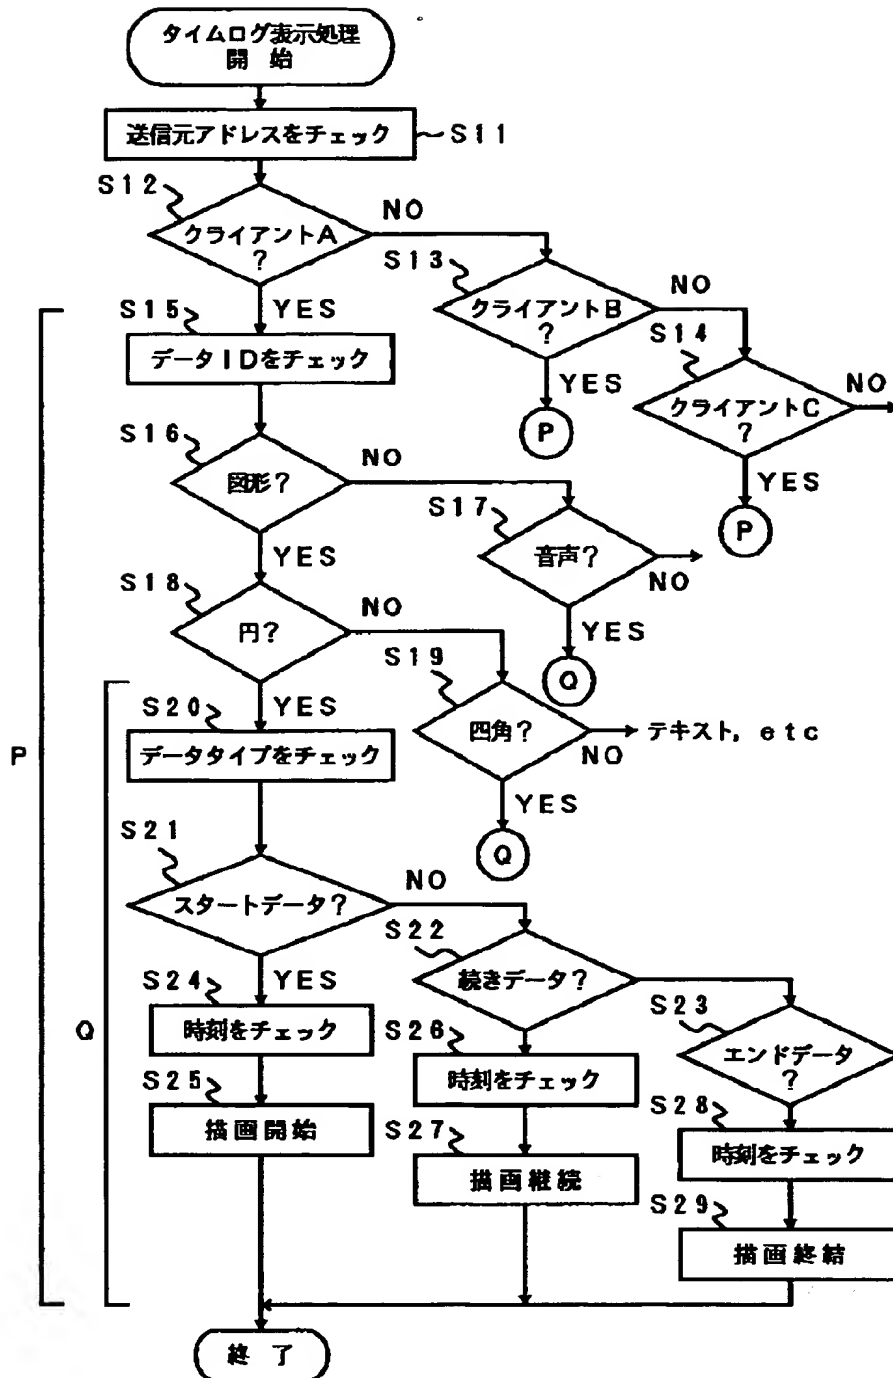 タイムログ表示処理
開始
送信元アドレスをチェック
S11
S12
クライアントA
?
NO
S13
クライアントB
?
NO
S14
クライアントC
?
NO
YES
YES
YES
P
P
S15
データIDをチェック
S16
図形?
NO
S17
音声?
NO
YES
YES
Q
S18
円?
NO
S19
四角?
NO
テキスト, etc
YES
YES
Q
P
S20
データタイプをチェック
S21
スタートデータ?
NO
S22
続きデータ?
S23
エンドデータ
?
YES
Q
S24
時刻をチェック
S25
描画開始
S26
時刻をチェック
S27
描画継続
S28
時刻をチェック
S29
描画終結
終了